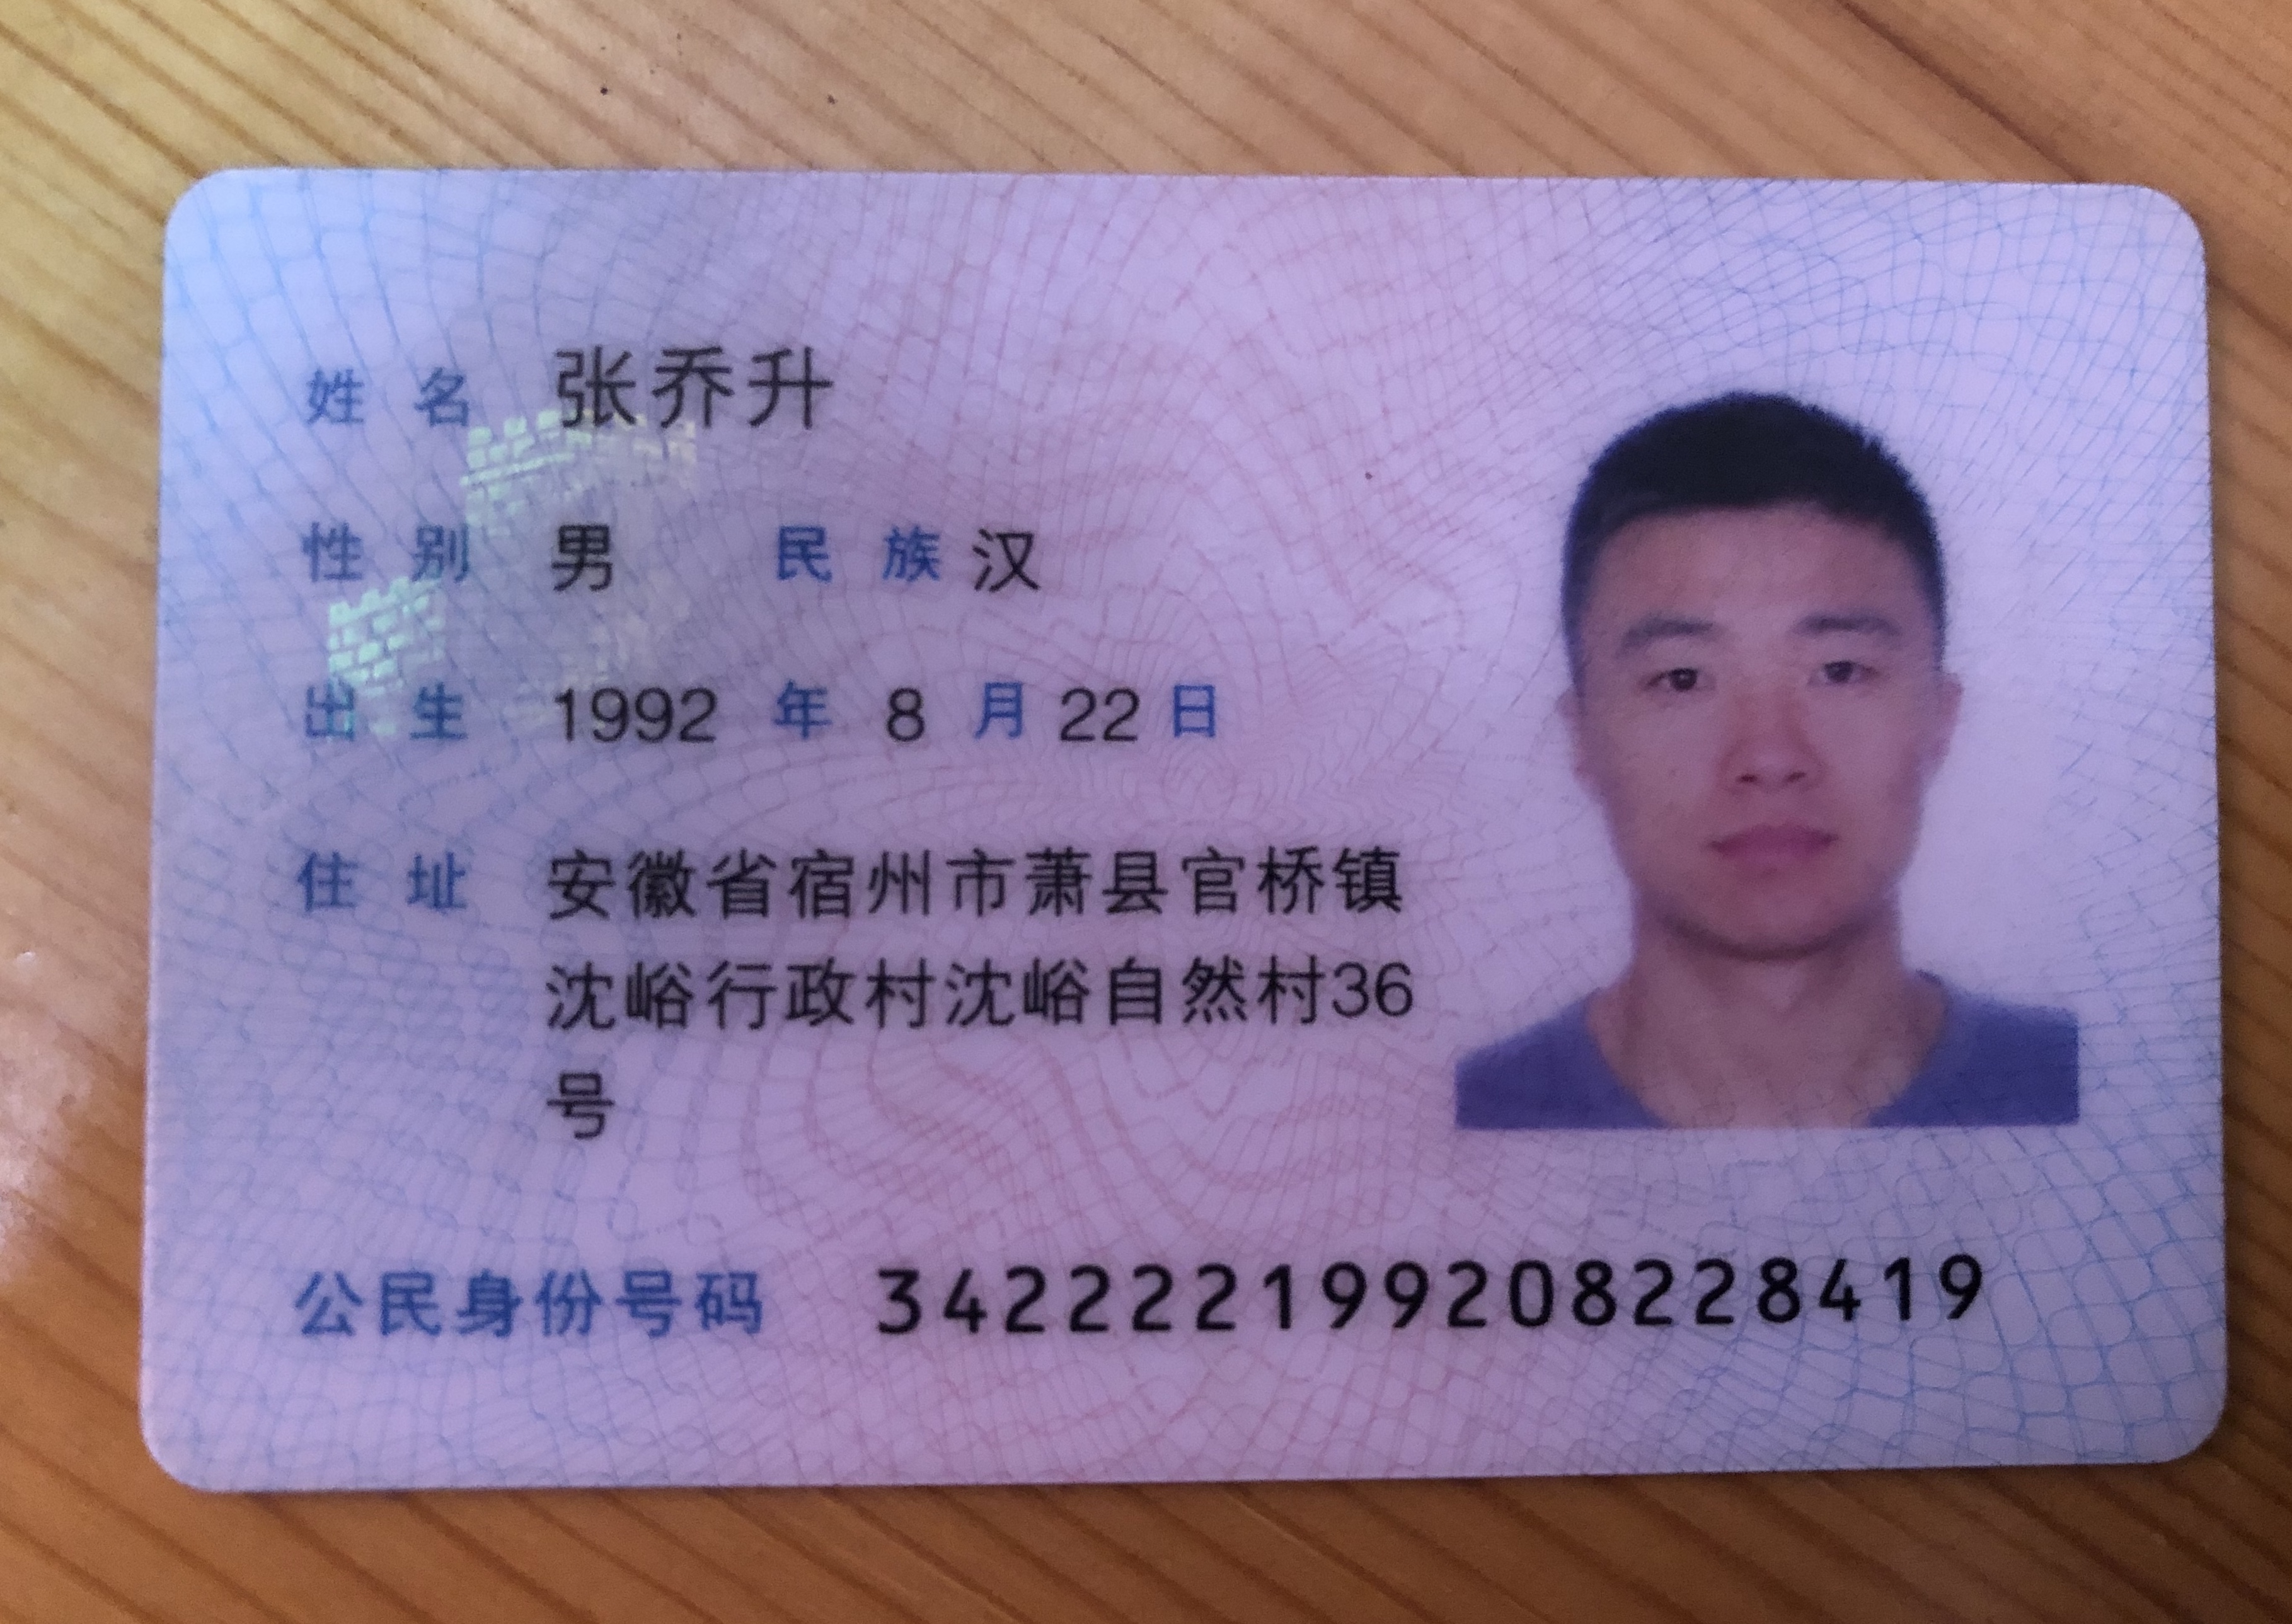 姓名 张乔升
性别 男 民族 汉
出生 1992 年 8 月 22 日
住址 安徽省宿州市萧县官桥镇
沈峪行政村沈峪自然村36
号
公民身份号码 342222199208228419